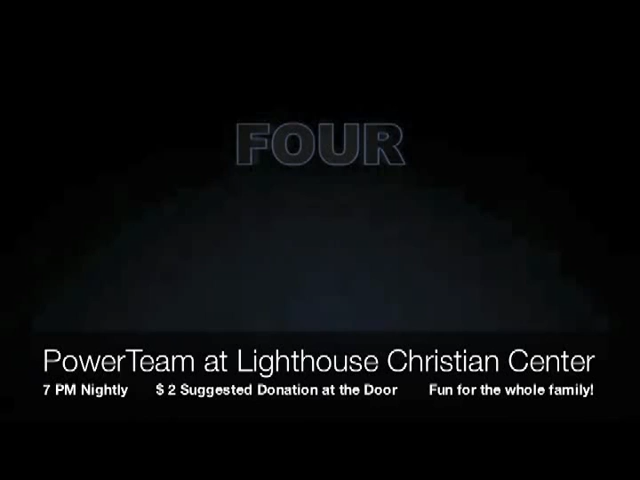 FOUR
PowerTeam at Lighthouse Christian Center
7 PM Nightly $ 2 Suggested Donation at the Door Fun for the whole family!